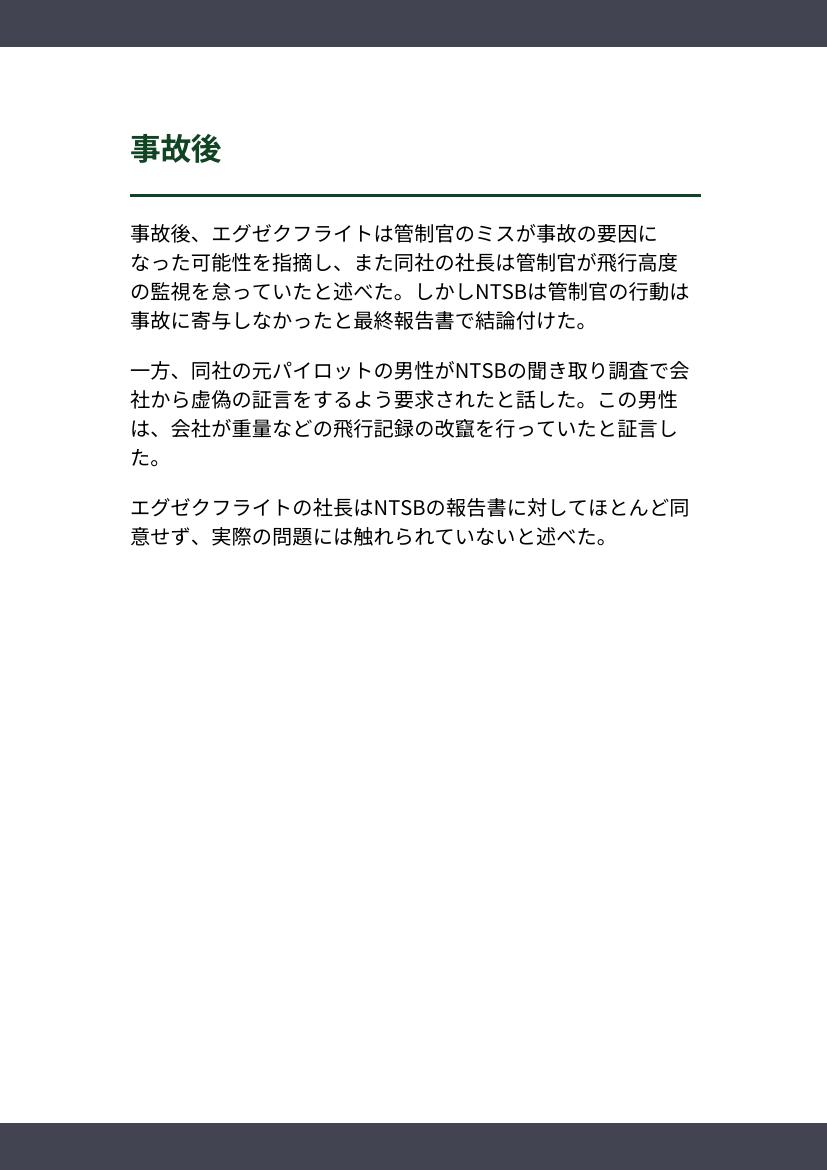 事故後
事故後、エグゼクフライトは管制官のミスが事故の要因に
なった可能性を指摘し、また同社の社長は管制官が飛行高度
の監視を怠っていたと述べた。しかしNTSBは管制官の行動は
事故に寄与しなかったと最終報告書で結論付けた。
一方、同社の元パイロットの男性がNTSBの聞き取り調査で会
社から虚偽の証言をするよう要求されたと話した。この男性
は、会社が重量などの飛行記録の改竄を行っていたと証言し
た。
エグゼクフライトの社長はNTSBの報告書に対してほとんど同
意せず、実際の問題には触れられていないと述べた。